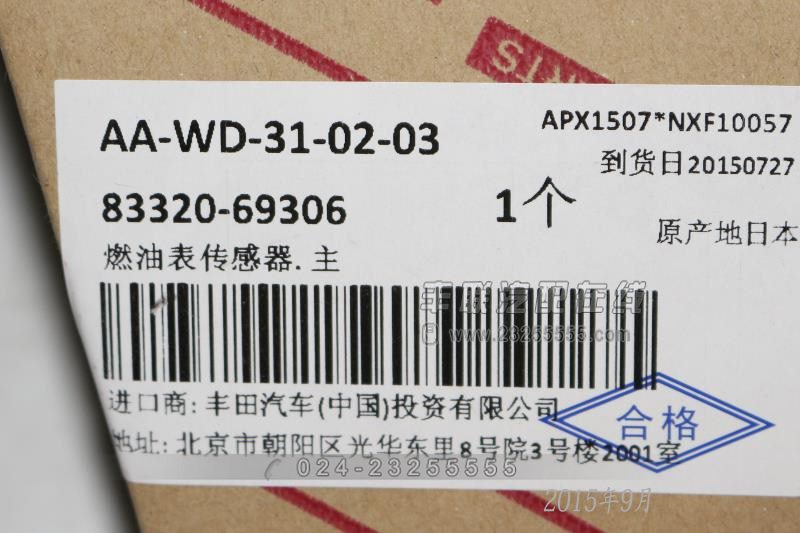 RTS
AA-WD-31-02-03
APX1507*NXF10057
到货日20150727
83320-69306
1个
原产地日本
燃油表传感器.主
丰联汽配在线
www.23255555.com
进口商:丰田汽车(中国)投资有限公司
地址:北京市朝阳区光华东里8号院3号楼2001室
合格
024-23255555
2015年9月